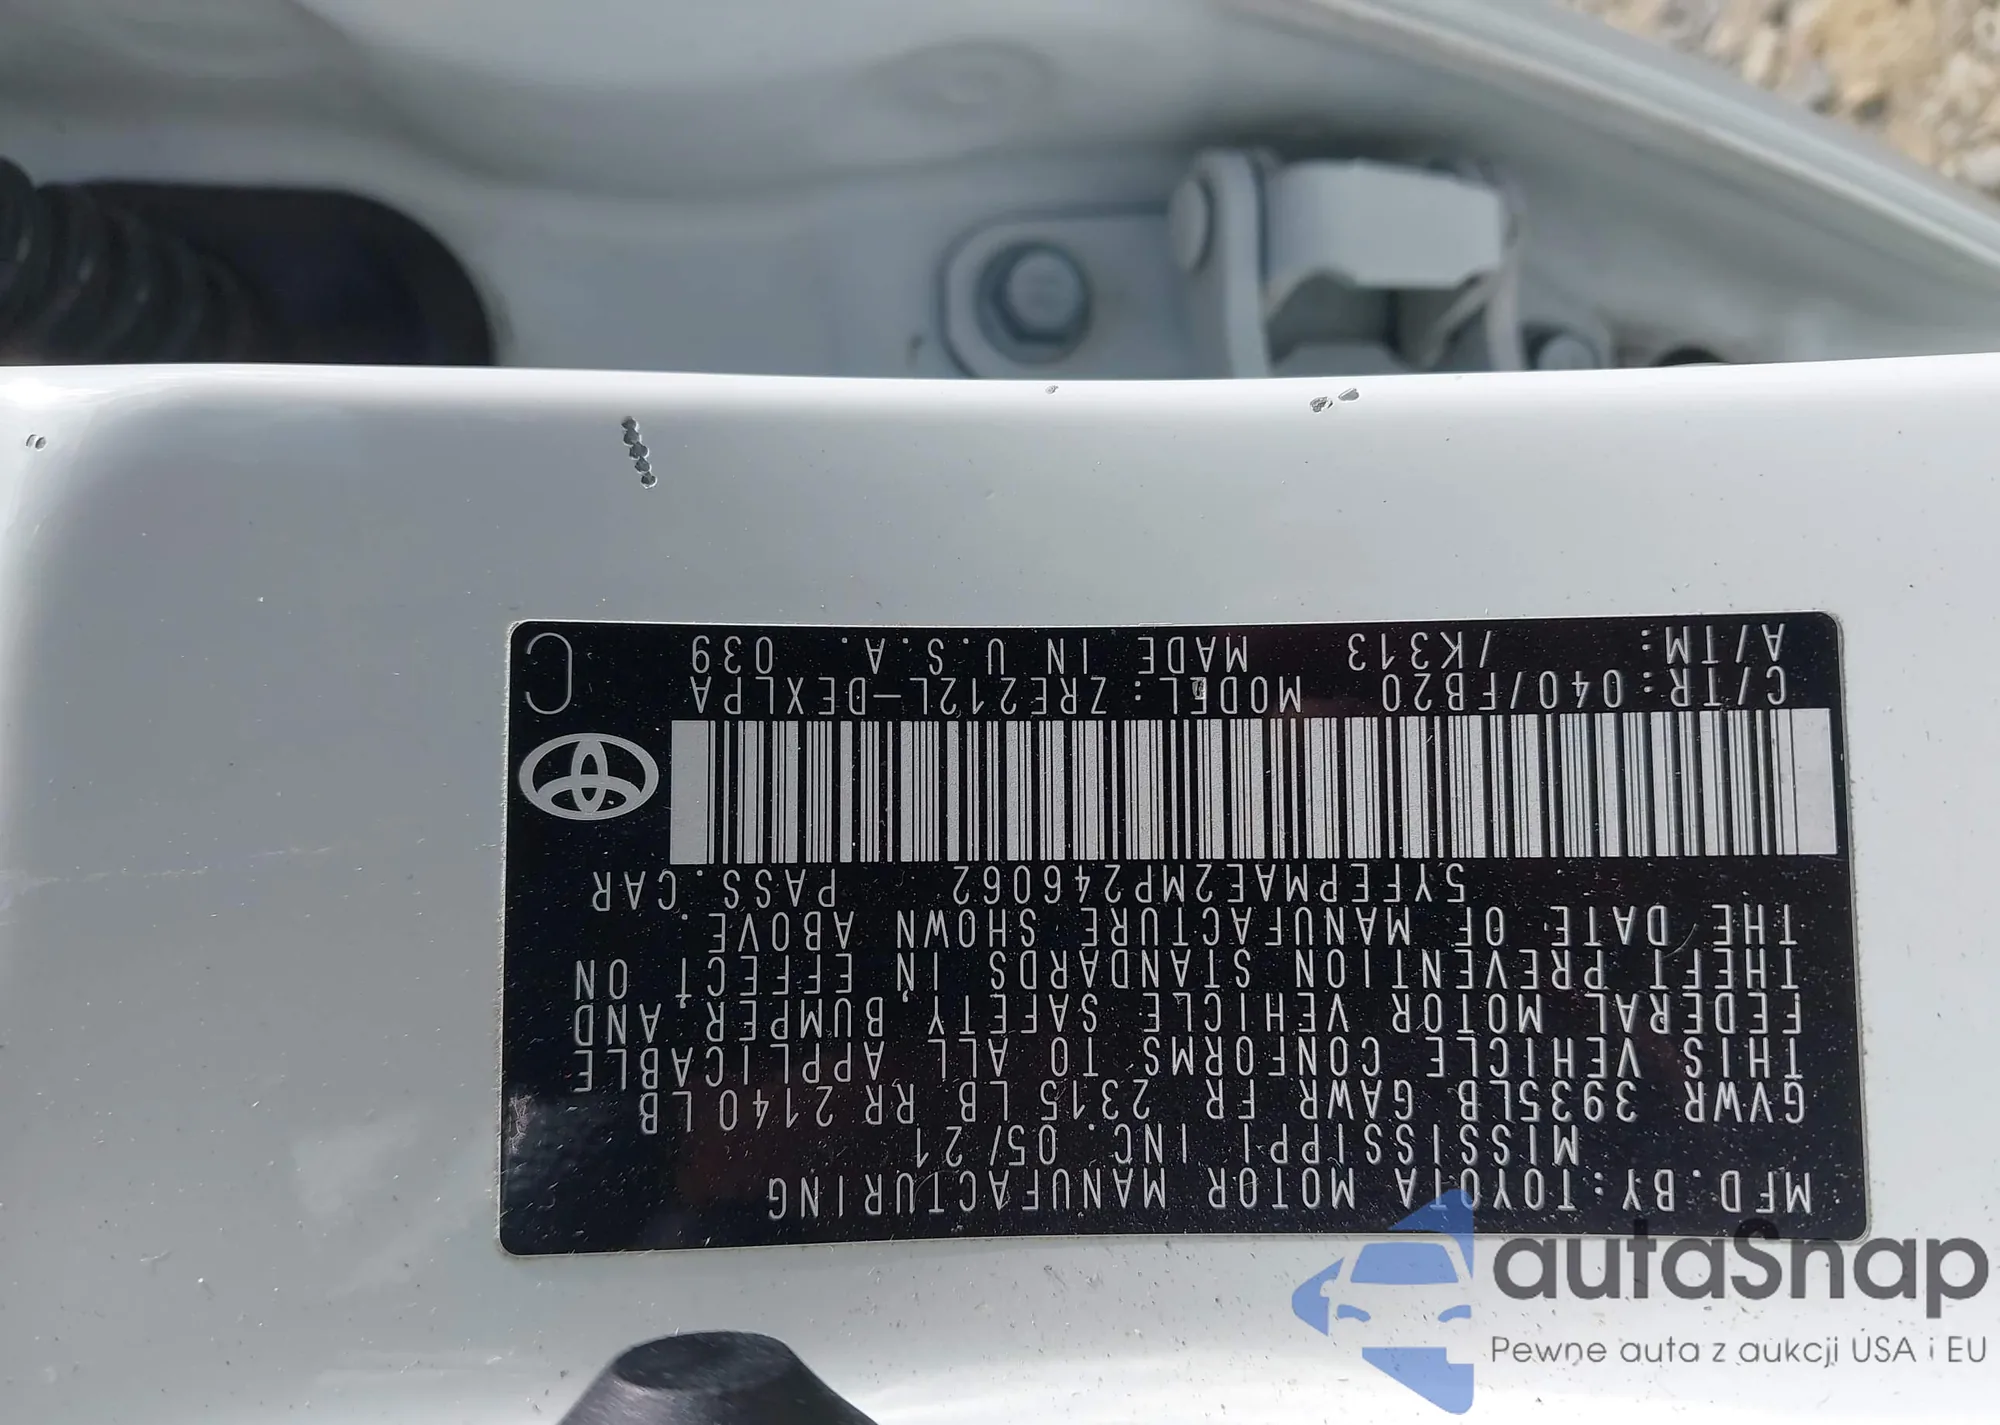 MFD. BY: TOYOTA MOTOR MANUFACTURING
MISSISSIPPI INC. 05/21
GVWR 3935LB GAWR FR 2315LB RR 2140LB
THIS VEHICLE CONFORMS TO ALL APPLICABLE
FEDERAL MOTOR VEHICLE SAFETY, BUMPER, AND
THEFT PREVENTION STANDARDS IN EFFECT ON
THE DATE OF MANUFACTURE SHOWN ABOVE.
5YFEPMAE2MP246062 PASS. CAR
C/TR: 040/FB20 MODEL: ZRE212L-DEXLPA
A/TM: /K313 MADE IN U.S.A. 039
C
autaSnap
Pewne auta z aukcji USA i EU